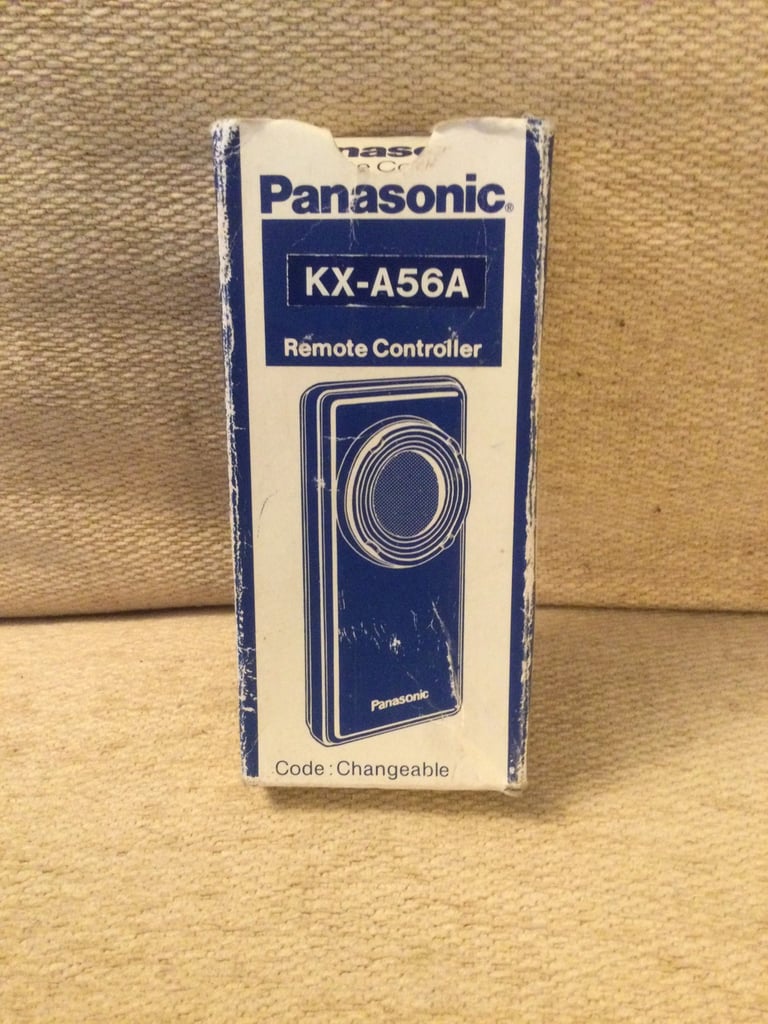 Panasonic®
KX-A56A
Remote Controller
Panasonic
Code : Changeable